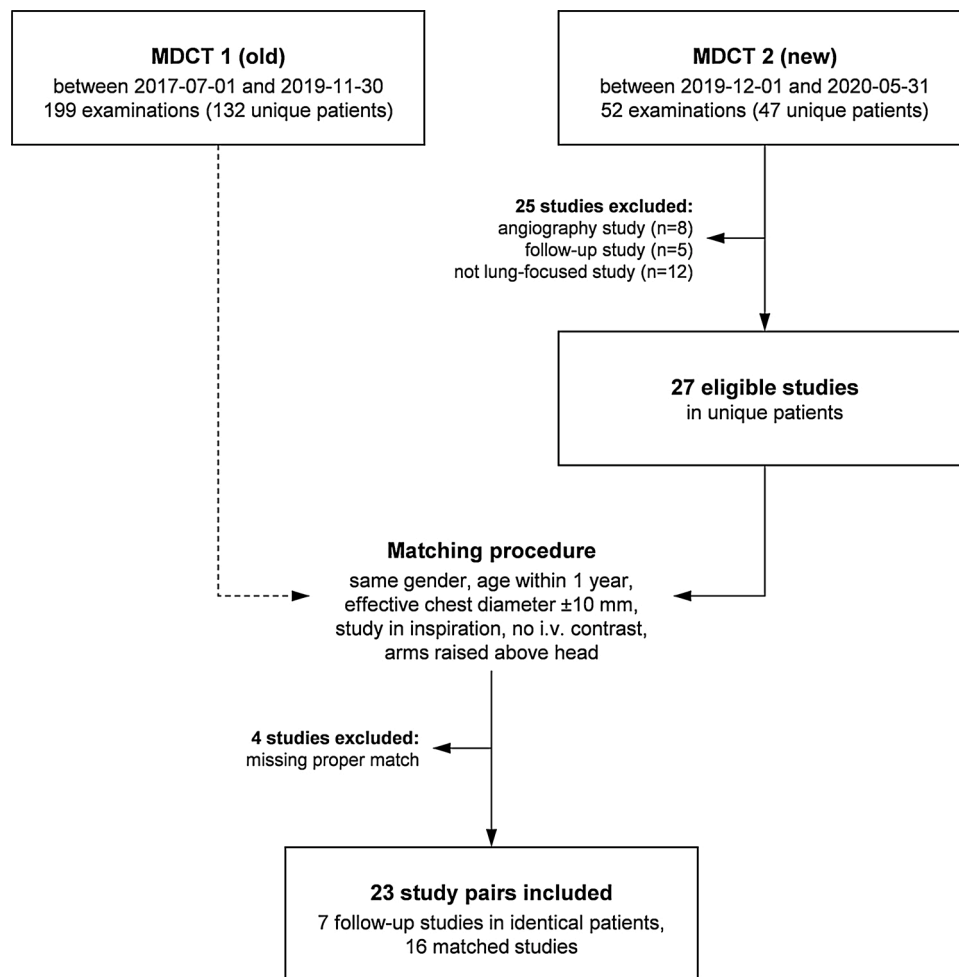 MDCT 1 (old)
between 2017-07-01 and 2019-11-30
199 examinations (132 unique patients)
MDCT 2 (new)
between 2019-12-01 and 2020-05-31
52 examinations (47 unique patients)
25 studies excluded:
angiography study (n=8)
follow-up study (n=5)
not lung-focused study (n=12)
27 eligible studies
in unique patients
Matching procedure
same gender, age within 1 year,
effective chest diameter ±10 mm,
study in inspiration, no i.v. contrast,
arms raised above head
4 studies excluded:
missing proper match
23 study pairs included
7 follow-up studies in identical patients,
16 matched studies